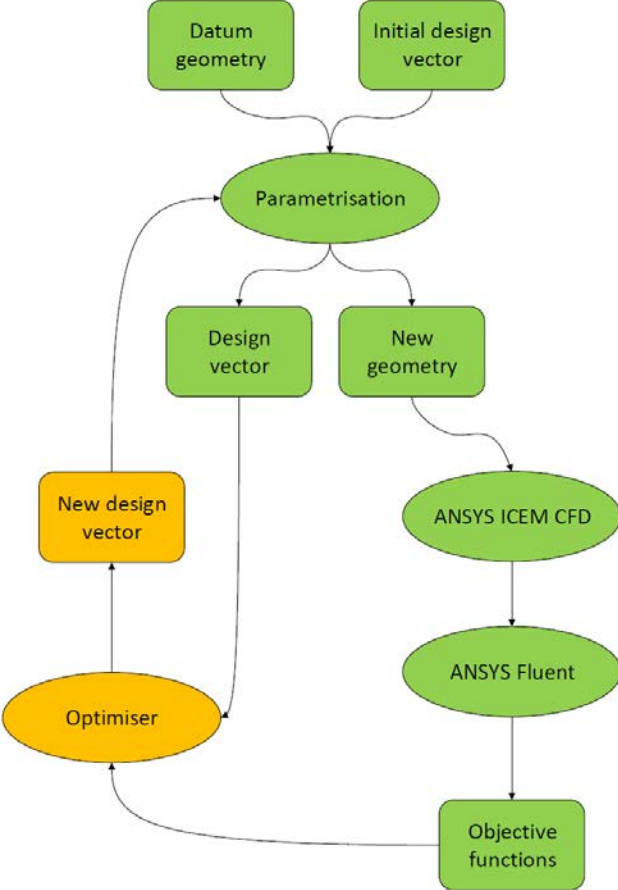 Datum
geometry
Initial design
vector
Parametrisation
Design
vector
New
geometry
New design
vector
ANSYS ICEM CFD
ANSYS Fluent
Optimiser
Objective
functions